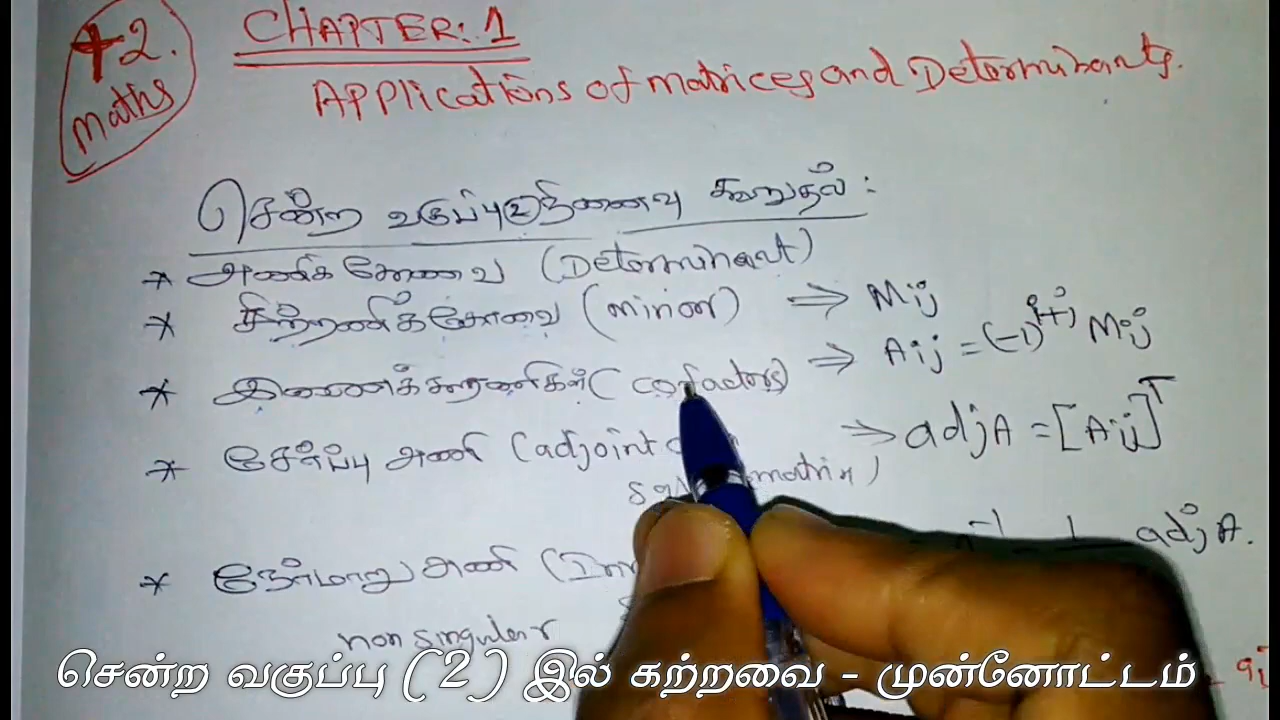 +2.
maths
CHAPTER: 1
Applications of matrices and Determinants.
சென்ற வகுப்பு② நினைவு கூறுதல் :
* அணிக்கோவை (Determinant)
* சிற்றணிக்கோவை (minor) ⇒ Mij
* இணைக்காரணிகள் (cofactors) ⇒ Aij = (-1)^{i+j} Mij
* சேர்ப்பு அணி (adjoint ⇒ adjA = [Aij]^T
matrix)
* நேர்மாறு அணி ( adjA.
non singular
சென்ற வகுப்பு (2) இல் கற்றவை - முன்னோட்டம்